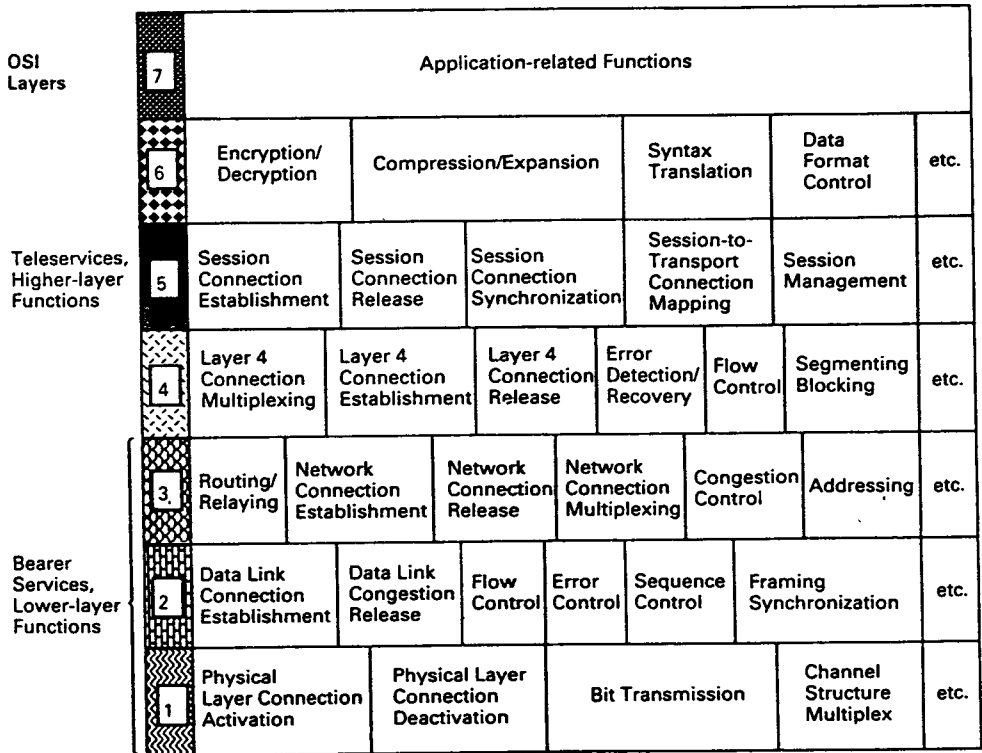 OSI
Layers
7
Application-related Functions
6
Encryption/
Decryption
Compression/Expansion
Syntax
Translation
Data
Format
Control
etc.
Teleservices,
Higher-layer
Functions
5
Session
Connection
Establishment
Session
Connection
Release
Session
Connection
Synchronization
Session-to-
Transport
Connection
Mapping
Session
Management
etc.
4
Layer 4
Connection
Multiplexing
Layer 4
Connection
Establishment
Layer 4
Connection
Release
Error
Detection/
Recovery
Flow
Control
Segmenting
Blocking
etc.
3
Routing/
Relaying
Network
Connection
Establishment
Network
Connection
Release
Network
Connection
Multiplexing
Congestion
Control
Addressing
etc.
Bearer
Services,
Lower-layer
Functions
2
Data Link
Connection
Establishment
Data Link
Congestion
Release
Flow
Control
Error
Control
Sequence
Control
Framing
Synchronization
etc.
1
Physical
Layer Connection
Activation
Physical Layer
Connection
Deactivation
Bit Transmission
Channel
Structure
Multiplex
etc.